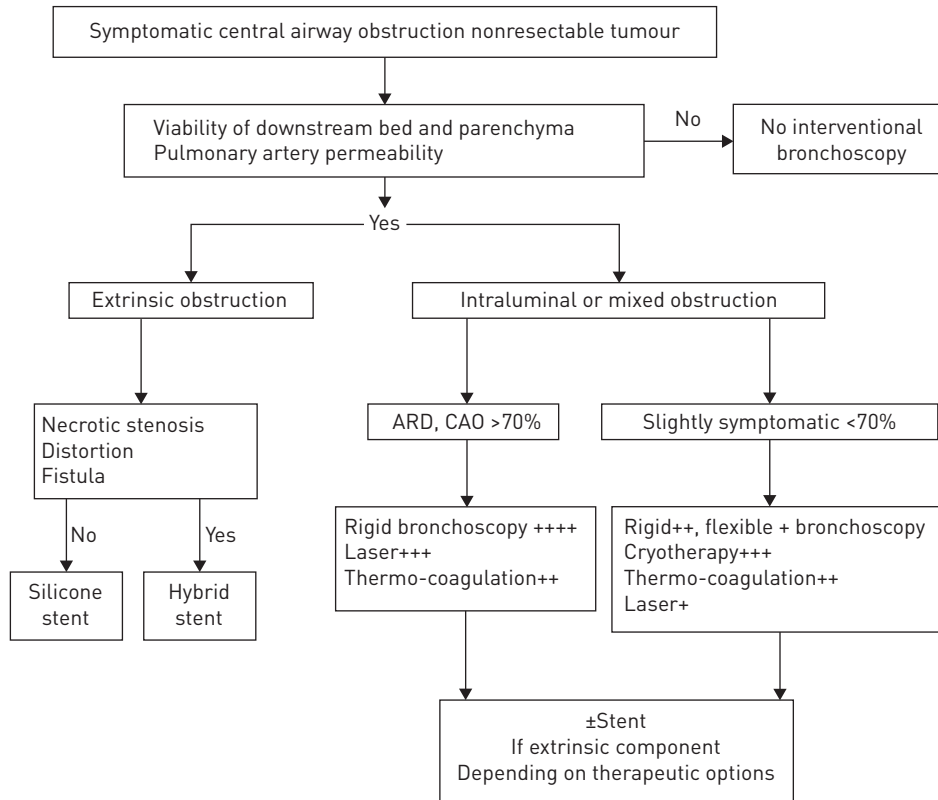 Symptomatic central airway obstruction nonresectable tumour
Viability of downstream bed and parenchyma
Pulmonary artery permeability
No
No interventional
bronchoscopy
Yes
Extrinsic obstruction
Intraluminal or mixed obstruction
Necrotic stenosis
Distortion
Fistula
ARD, CAO >70%
Slightly symptomatic <70%
No
Yes
Silicone
stent
Hybrid
stent
Rigid bronchoscopy ++++
Laser+++
Thermo-coagulation++
Rigid++, flexible + bronchoscopy
Cryotherapy+++
Thermo-coagulation++
Laser+
±Stent
If extrinsic component
Depending on therapeutic options